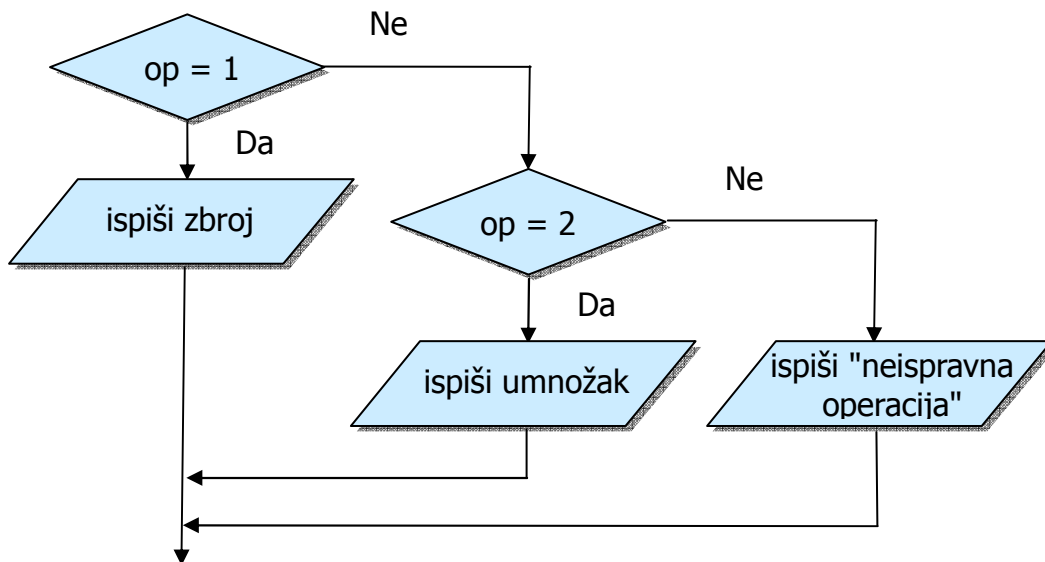 Ne
op = 1
Da
ispiši zbroj
Ne
op = 2
Da
ispiši umnožak
ispiši "neispravna
operacija"